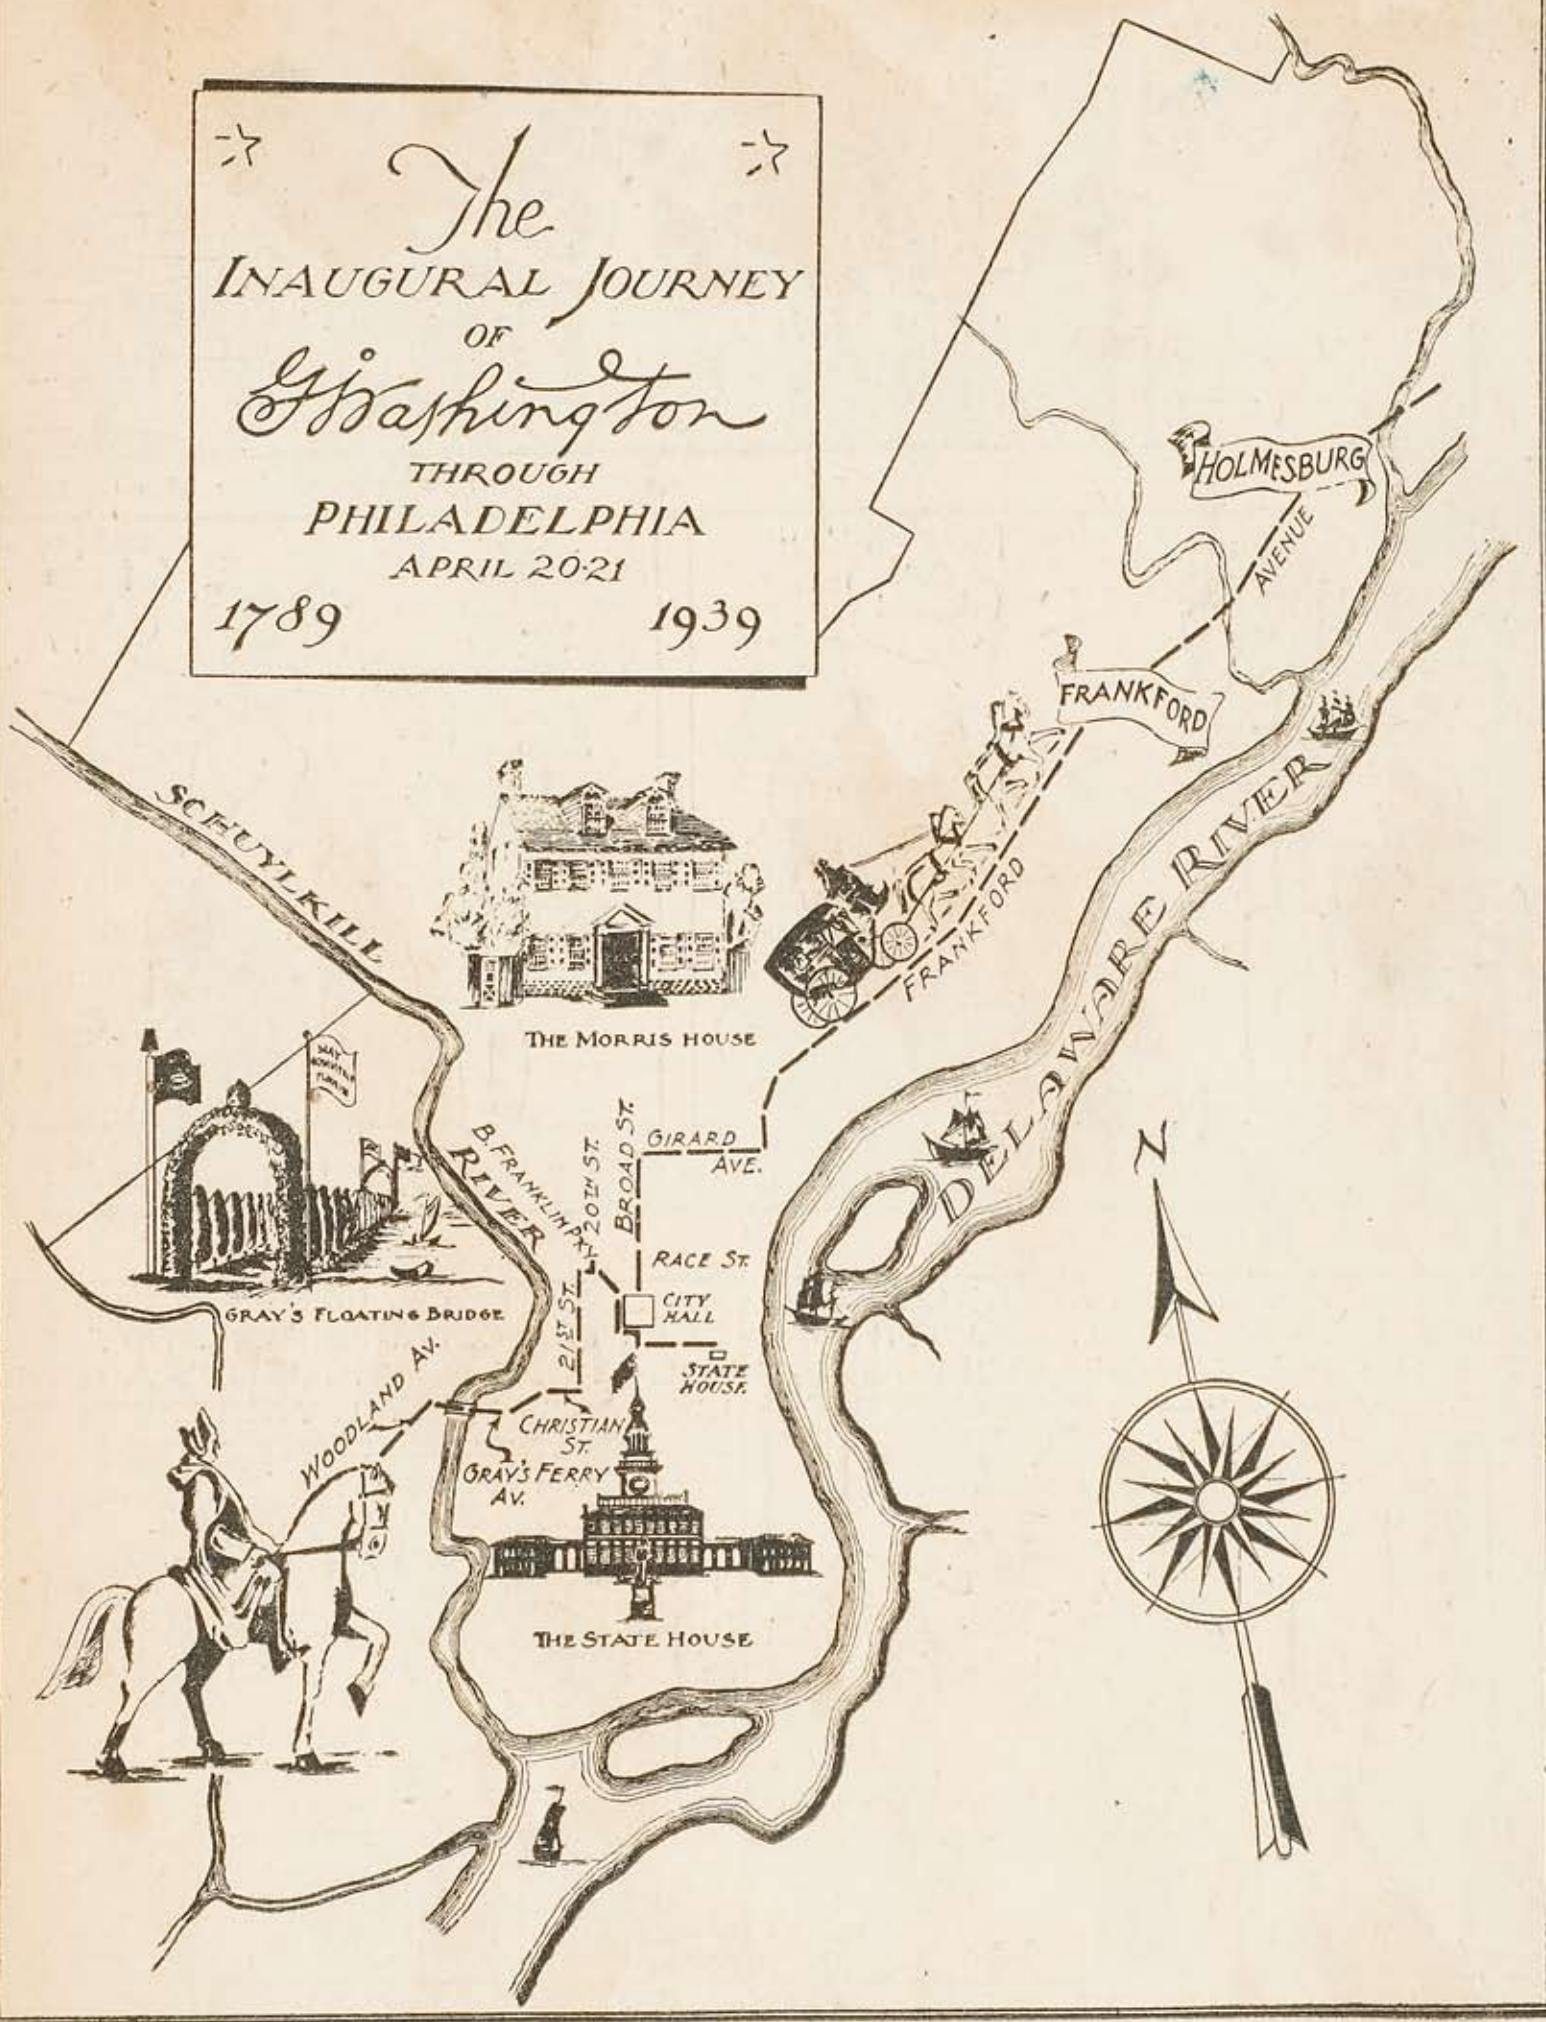 The
INAUGURAL JOURNEY
OF
GWashington
THROUGH
PHILADELPHIA
APRIL 20·21
1789 1939
HOLMESBURG
AVENUE
FRANKFORD
FRANKFORD
DELAWARE RIVER
SCHUYLKILL
RIVER
THE MORRIS HOUSE
B. FRANKLIN PKY.
20TH ST.
BROAD ST.
GIRARD
AVE.
RACE ST.
CITY
HALL
STATE
HOUSE
21ST ST.
N
GRAY'S FLOATING BRIDGE
WOODLAND AV.
CHRISTIAN
ST.
GRAY'S FERRY
AV.
THE STATE HOUSE